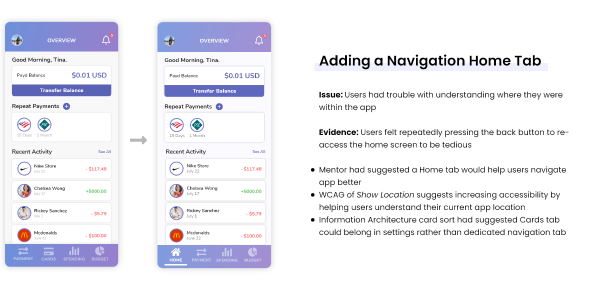 OVERVIEW
Good Morning, Tina.
Payd Balance $0.01 USD
Transfer Balance
Repeat Payments
15 Days 1 Month
Recent Activity See All
Nike Store
July 22
- $117.48
Chelsea Wong
July 17
+5000.00
Rickey Sanchez
- $5.79
Mcdonalds
- $100.00
PAYMENT CARDS SPENDING BUDGET
OVERVIEW
Good Morning, Tina.
Payd Balance $0.01 USD
Transfer Balance
Repeat Payments
15 Days 1 Month
Recent Activity See All
Nike Store
July 22
- $117.48
Chelsea Wong
July 17
+5000.00
Rickey Sanchez
- $5.79
Mcdonalds
- $100.00
HOME PAYMENT SPENDING BUDGET
Adding a Navigation Home Tab
Issue: Users had trouble with understanding where they were
within the app
Evidence: Users felt repeatedly pressing the back button to re-
access the home screen to be tedious
Mentor had suggested a Home tab would help users navigate
app better
WCAG of Show Location suggests increasing accessibility by
helping users understand their current app location
Information Architecture card sort had suggested Cards tab
could belong in settings rather than dedicated navigation tab